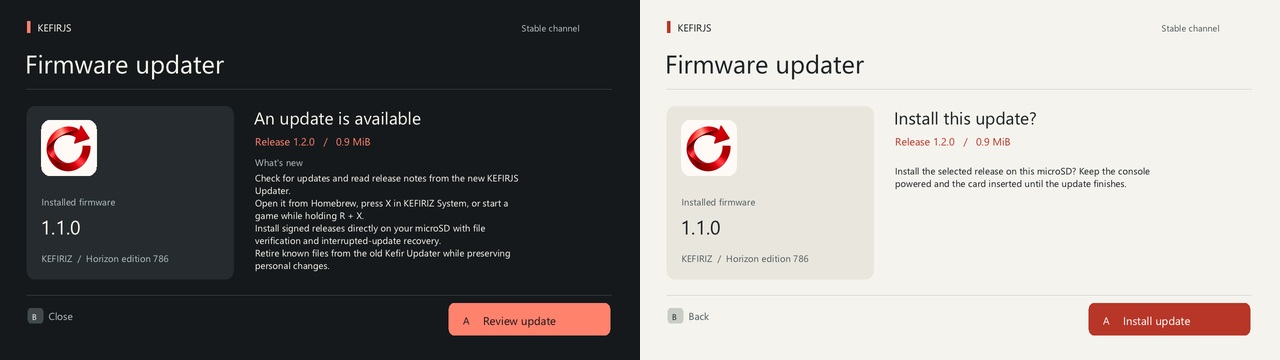 KEFIRJS
Stable channel
Firmware updater
An update is available
Release 1.2.0 / 0.9 MiB
What's new
Check for updates and read release notes from the new KEFIRJS
Updater.
Open it from Homebrew, press X in KEFIRIZ System, or start a
game while holding R + X.
Install signed releases directly on your microSD with file
verification and interrupted-update recovery.
Retire known files from the old Kefir Updater while preserving
personal changes.
Installed firmware
1.1.0
KEFIRIZ / Horizon edition 786
B Close
A Review update
KEFIRJS
Stable channel
Firmware updater
Install this update?
Release 1.2.0 / 0.9 MiB
Install the selected release on this microSD? Keep the console
powered and the card inserted until the update finishes.
Installed firmware
1.1.0
KEFIRIZ / Horizon edition 786
B Back
A Install update